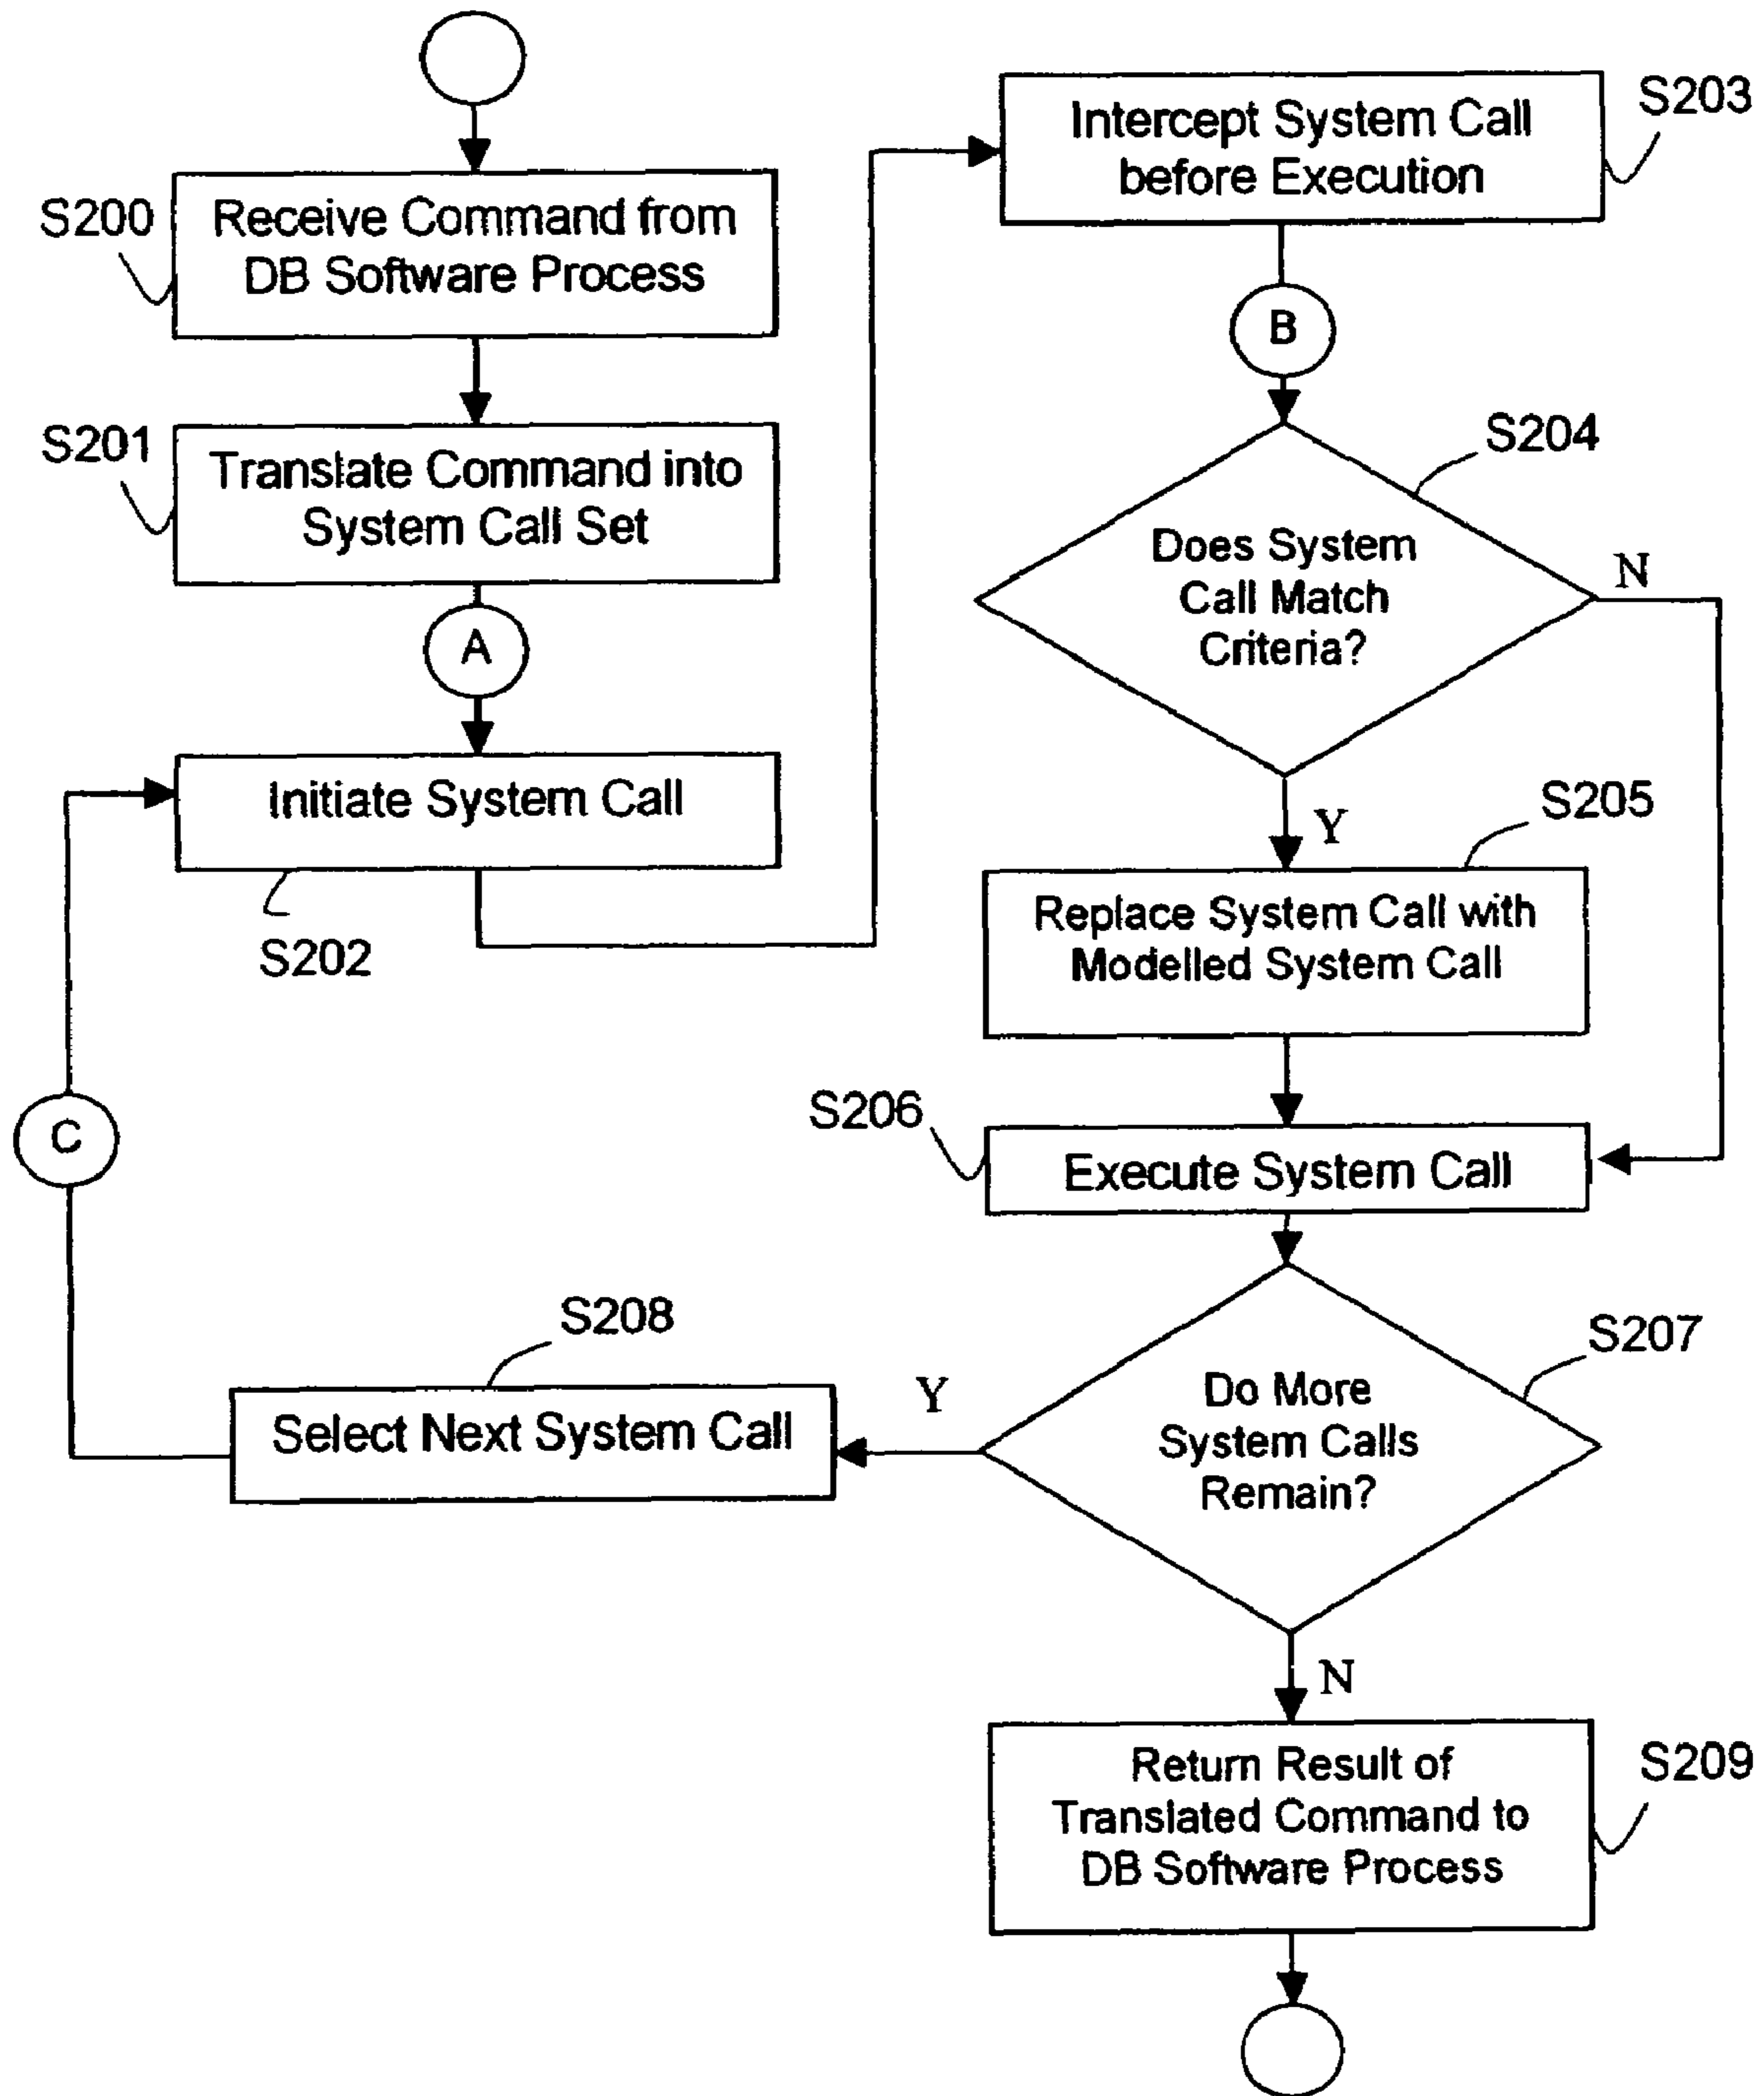 S200
Receive Command from
DB Software Process
S201
Translate Command into
System Call Set
A
Initiate System Call
S202
C
S203
Intercept System Call
before Execution
B
S204
Does System
Call Match
Criteria?
N
Y
S205
Replace System Call with
Modelled System Call
S206
Execute System Call
S207
Do More
System Calls
Remain?
Y
S208
Select Next System Call
N
S209
Return Result of
Translated Command to
DB Software Process